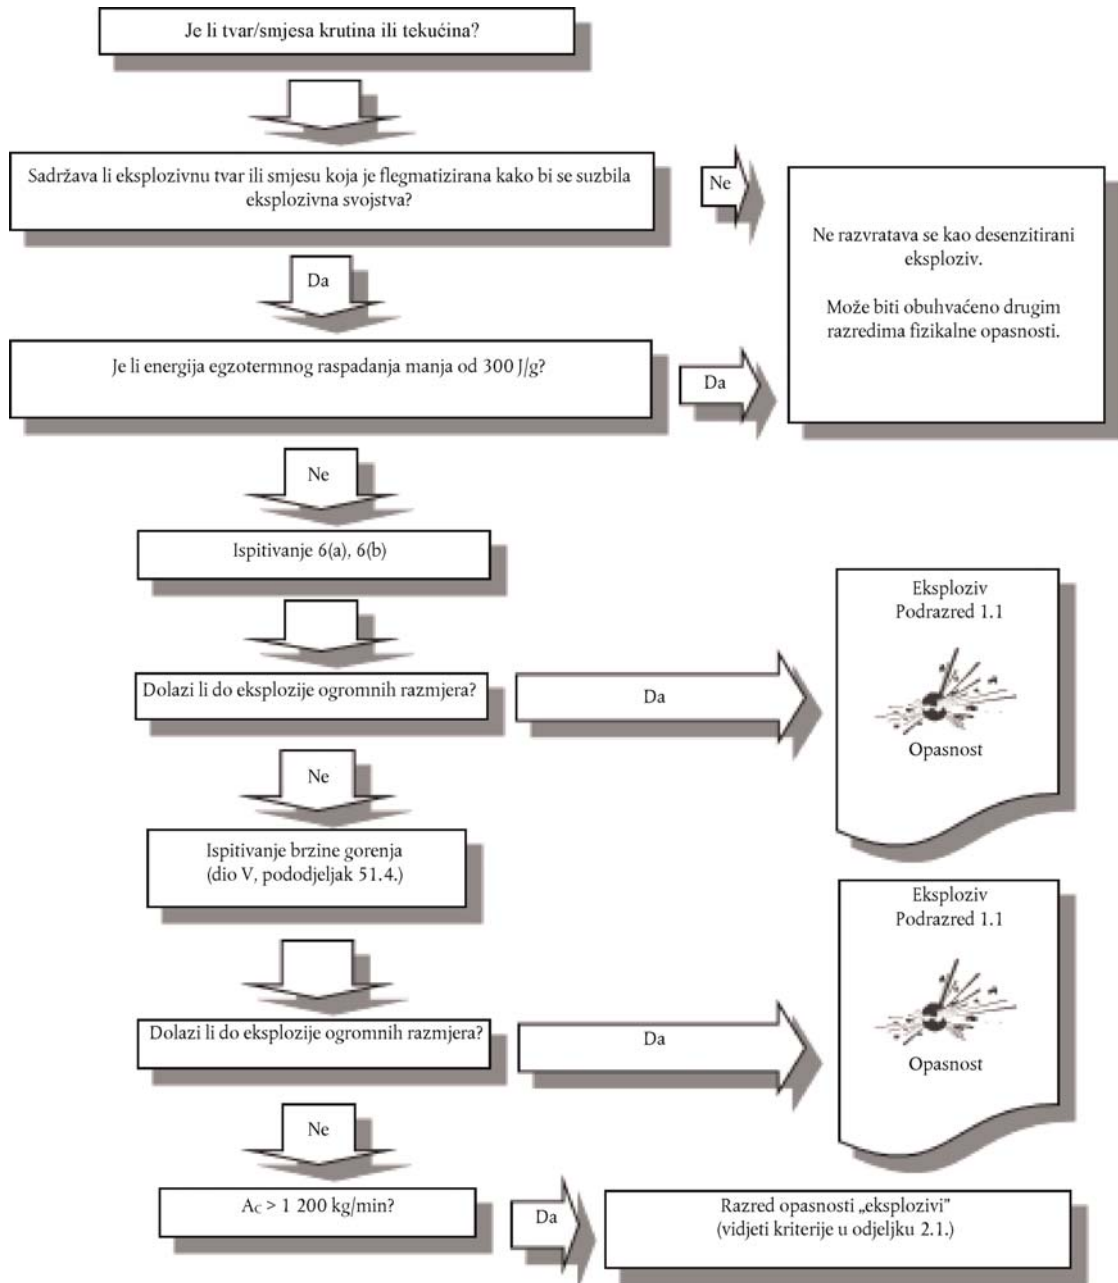 Je li tvar/smjesa krutina ili tekućina?
Sadržava li eksplozivnu tvar ili smjesu koja je flegmatizirana kako bi se suzbila
eksplozivna svojstva?
Ne
Ne razvratava se kao desenzitirani
eksploziv.
Može biti obuhvaćeno drugim
razredima fizikalne opasnosti.
Da
Je li energija egzotermnog raspadanja manja od 300 J/g?
Da
Ne
Ispitivanje 6(a), 6(b)
Eksploziv
Podrazred 1.1
Opasnost
Dolazi li do eksplozije ogromnih razmjera?
Da
Ne
Ispitivanje brzine gorenja
(dio V, pododjeljak 51.4.)
Eksploziv
Podrazred 1.1
Opasnost
Dolazi li do eksplozije ogromnih razmjera?
Da
Ne
AC > 1 200 kg/min?
Da
Razred opasnosti „eksplozivi”
(vidjeti kriterije u odjeljku 2.1.)